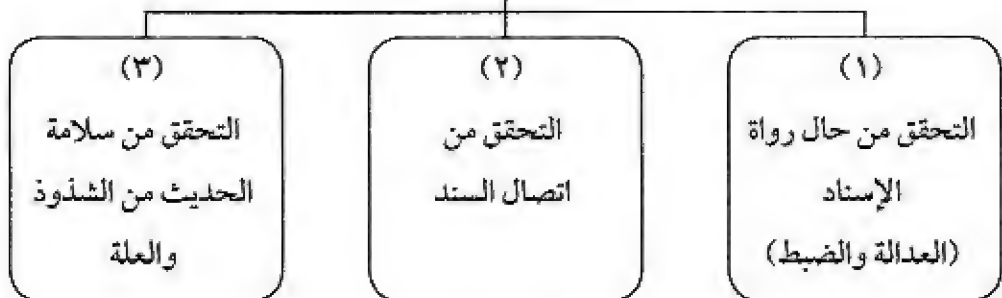 (١)
التحقق من حال رواة
الإسناد
(العدالة والضبط)
(٢)
التحقق من
اتصال السند
(٣)
التحقق من سلامة
الحديث من الشذوذ
والعلة